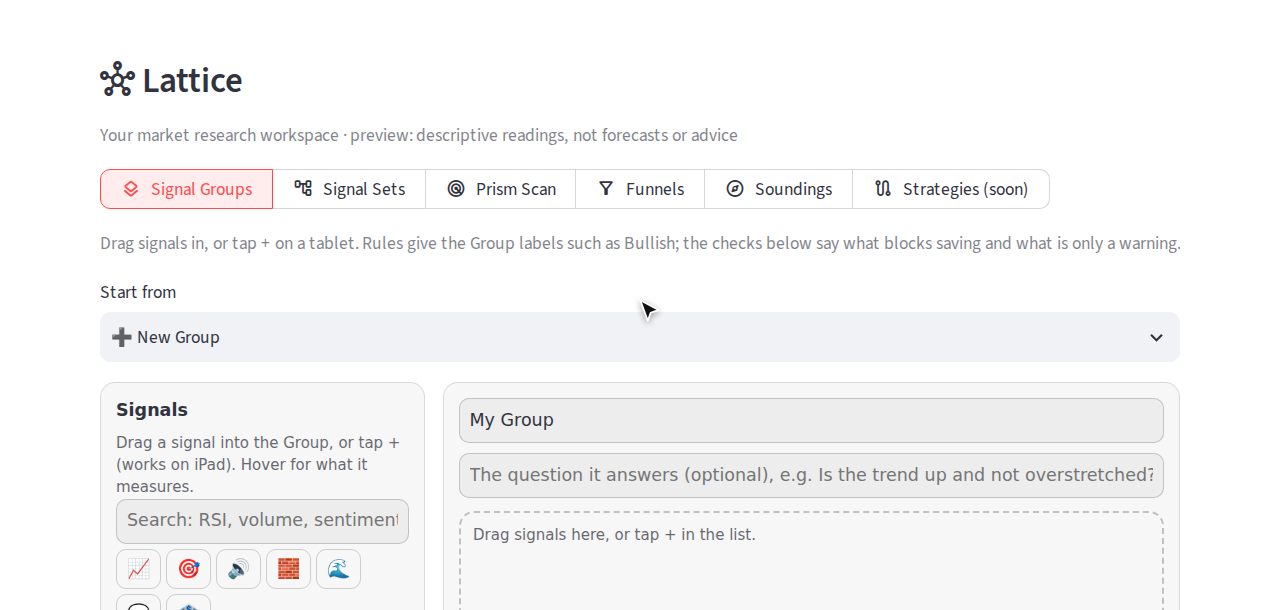 Lattice
Your market research workspace · preview: descriptive readings, not forecasts or advice
Signal Groups
Signal Sets
Prism Scan
Funnels
Soundings
Strategies (soon)
Drag signals in, or tap + on a tablet. Rules give the Group labels such as Bullish; the checks below say what blocks saving and what is only a warning.
Start from
➕ New Group
Signals
Drag a signal into the Group, or tap +
(works on iPad). Hover for what it
measures.
Search: RSI, volume, sentiment
My Group
The question it answers (optional), e.g. Is the trend up and not overstretched?
Drag signals here, or tap + in the list.